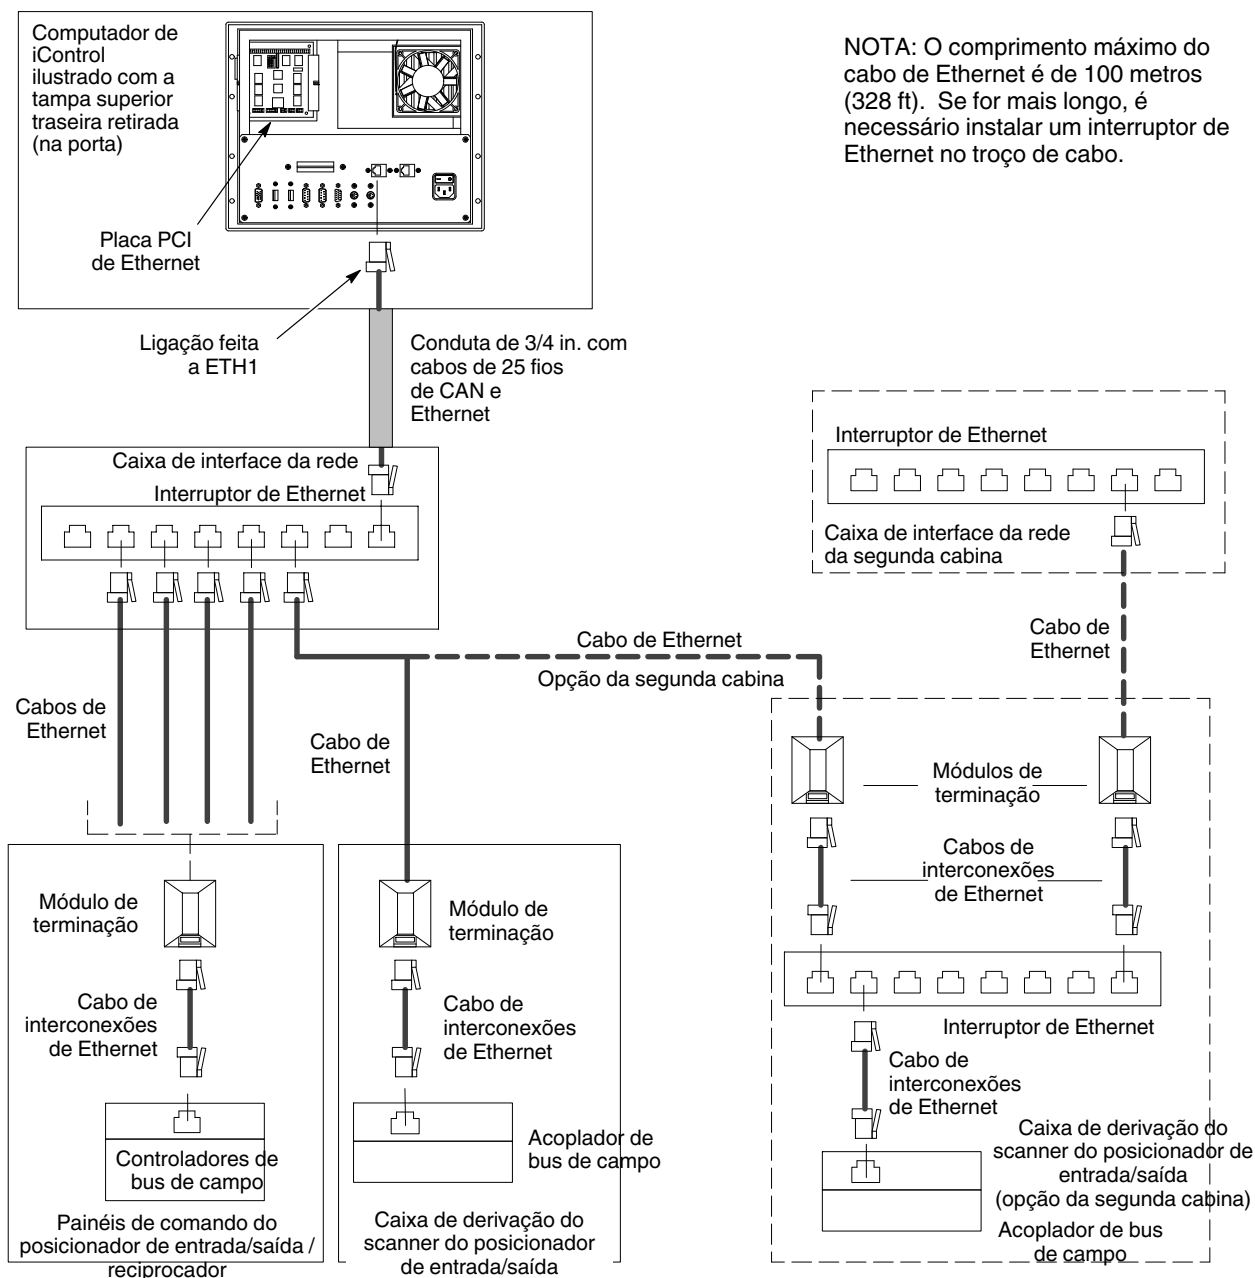 Computador de
iControl
ilustrado com a
tampa superior
traseira retirada
(na porta)
NOTA: O comprimento máximo do
cabo de Ethernet é de 100 metros
(328 ft). Se for mais longo, é
necessário instalar um interruptor de
Ethernet no troço de cabo.
Placa PCI
de Ethernet
Ligação feita
a ETH1
Conduta de 3/4 in. com
cabos de 25 fios
de CAN e
Ethernet
Caixa de interface da rede
Interruptor de Ethernet
Interruptor de Ethernet
Caixa de interface da rede
da segunda cabina
Cabo de Ethernet
Opção da segunda cabina
Cabo de
Ethernet
Cabos de
Ethernet
Cabo de
Ethernet
Módulos de
terminação
Cabos de
interconexões
de Ethernet
Módulo de
terminação
Módulo de
terminação
Cabo de
interconexões
de Ethernet
Cabo de
interconexões
de Ethernet
Interruptor de Ethernet
Cabo de
interconexões
de Ethernet
Controladores de
bus de campo
Acoplador de
bus de campo
Caixa de derivação do
scanner do posicionador de
entrada/saída
(opção da segunda cabina)
Acoplador de bus
de campo
Painéis de comando do
posicionador de entrada/saída /
reciprocador
Caixa de derivação do
scanner do posicionador
de entrada/saída